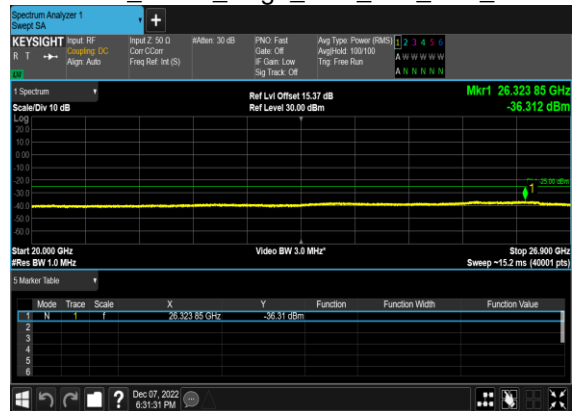 Spectrum Analyzer 1
Swept SA
+
KEYSIGHT Input: RF Input Z: 50 Ω #Atten: 30 dB PNO: Fast Avg Type: Power (RMS) 1 2 3 4 5 6
R T Coupling: DC Corr CCorr Gate: Off Avg|Hold: 100/100 A W W W W W
Align: Auto Freq Ref: Int (S) IF Gain: Low Trig: Free Run
Sig Track: Off A N N N N N
1 Spectrum Ref Lvl Offset 15.37 dB Mkr1 26.323 85 GHz
Scale/Div 10 dB Ref Level 30.00 dBm -36.312 dBm
Log
20.0
10.0
0.00
-10.0
-20.0
-25.00 dBm
1
-30.0
-40.0
-50.0
-60.0
Start 20.000 GHz Video BW 3.0 MHz* Stop 26.900 GHz
#Res BW 1.0 MHz Sweep ~15.2 ms (40001 pts)
5 Marker Table
Mode Trace Scale X Y Function Function Width Function Value
1 N 1 f 26.323 85 GHz -36.31 dBm
2
3
4
5
6
? Dec 07, 2022
6:31:31 PM